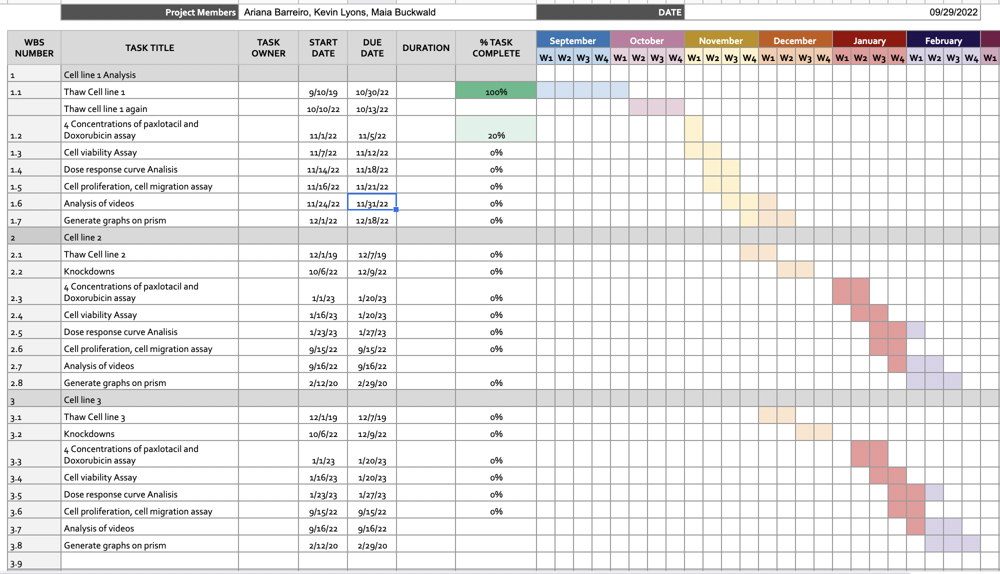 Project Members Ariana Barreiro, Kevin Lyons, Maia Buckwald DATE 09/29/2022
WBS NUMBER TASK TITLE TASK OWNER START DATE DUE DATE DURATION % TASK COMPLETE September October November December January February
W1 W2 W3 W4 W1 W2 W3 W4 W1 W2 W3 W4 W1 W2 W3 W4 W1 W2 W3 W4 W1 W2 W3 W4 W1
1 Cell line 1 Analysis
1.1 Thaw Cell line 1 9/10/19 10/30/22 100%
Thaw cell line 1 again 10/10/22 10/13/22
4 Concentrations of paxlotacil and
1.2 Doxorubicin assay 11/1/22 11/5/22 20%
1.3 Cell viability Assay 11/7/22 11/12/22 0%
1.4 Dose response curve Analisis 11/14/22 11/18/22 0%
1.5 Cell proliferation, cell migration assay 11/16/22 11/21/22 0%
1.6 Analysis of videos 11/24/22 11/31/22 0%
1.7 Generate graphs on prism 12/1/22 12/18/22 0%
2 Cell line 2
2.1 Thaw Cell line 2 12/1/19 12/7/19 0%
2.2 Knockdowns 10/6/22 12/9/22 0%
4 Concentrations of paxlotacil and
2.3 Doxorubicin assay 1/1/23 1/20/23 0%
2.4 Cell viability Assay 1/16/23 1/20/23 0%
2.5 Dose response curve Analisis 1/23/23 1/27/23 0%
2.6 Cell proliferation, cell migration assay 9/15/22 9/15/22 0%
2.7 Analysis of videos 9/16/22 9/16/22
2.8 Generate graphs on prism 2/12/20 2/29/20 0%
3 Cell line 3
3.1 Thaw Cell line 3 12/1/19 12/7/19 0%
3.2 Knockdowns 10/6/22 12/9/22 0%
4 Concentrations of paxlotacil and
3.3 Doxorubicin assay 1/1/23 1/20/23 0%
3.4 Cell viability Assay 1/16/23 1/20/23 0%
3.5 Dose response curve Analisis 1/23/23 1/27/23 0%
3.6 Cell proliferation, cell migration assay 9/15/22 9/15/22 0%
3.7 Analysis of videos 9/16/22 9/16/22
3.8 Generate graphs on prism 2/12/20 2/29/20
3.9